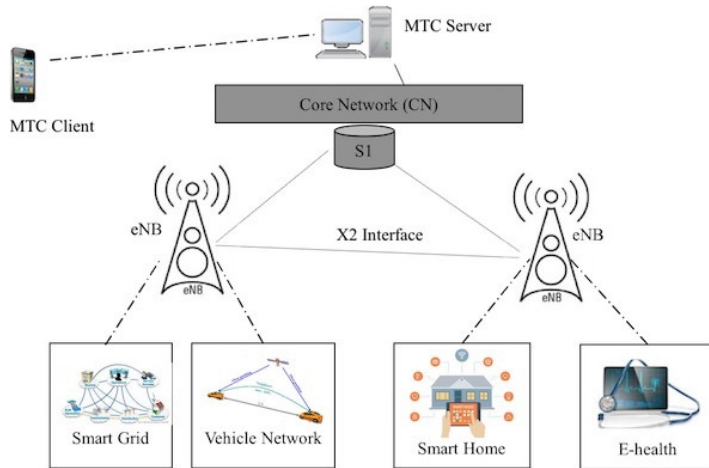 MTC Server
MTC Client
Core Network (CN)
S1
eNB
X2 Interface
eNB
eNB
eNB
Smart Grid
Vehicle Network
Smart Home
E-health